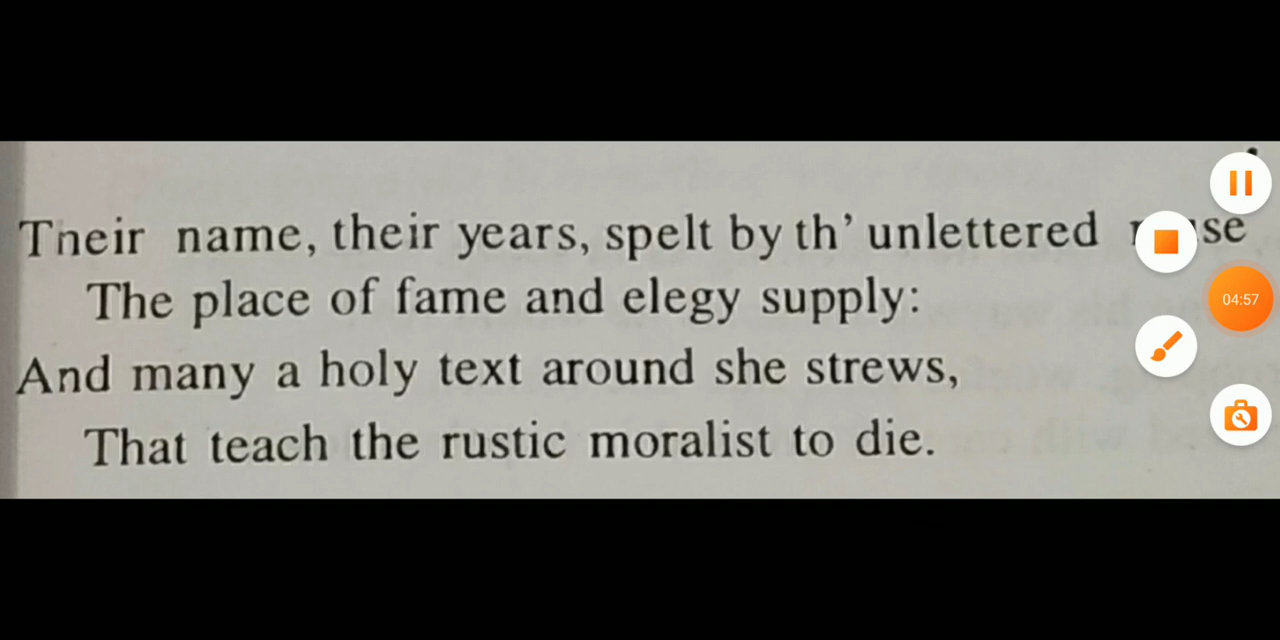 Their name, their years, spelt by th' unlettered
The place of fame and elegy supply:
And many a holy text around she strews,
That teach the rustic moralist to die.
04:57